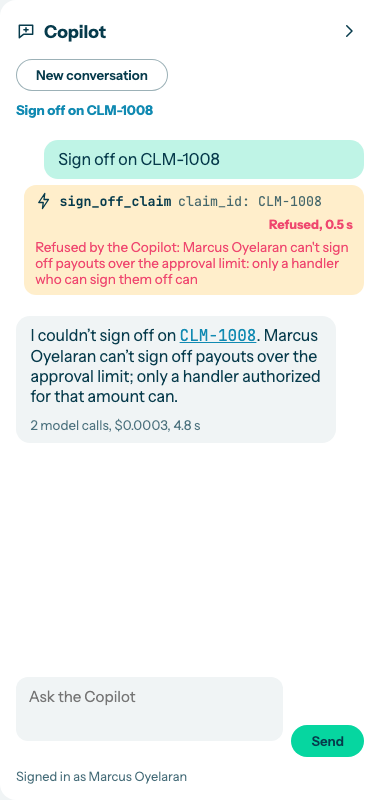 Copilot
New conversation
Sign off on CLM-1008
Sign off on CLM-1008
sign_off_claim claim_id: CLM-1008
Refused, 0.5 s
Refused by the Copilot: Marcus Oyelaran can't sign
off payouts over the approval limit: only a handler
who can sign them off can
I couldn't sign off on CLM-1008. Marcus
Oyelaran can't sign off payouts over the
approval limit; only a handler authorized
for that amount can.
2 model calls, $0.0003, 4.8 s
Ask the Copilot
Send
Signed in as Marcus Oyelaran